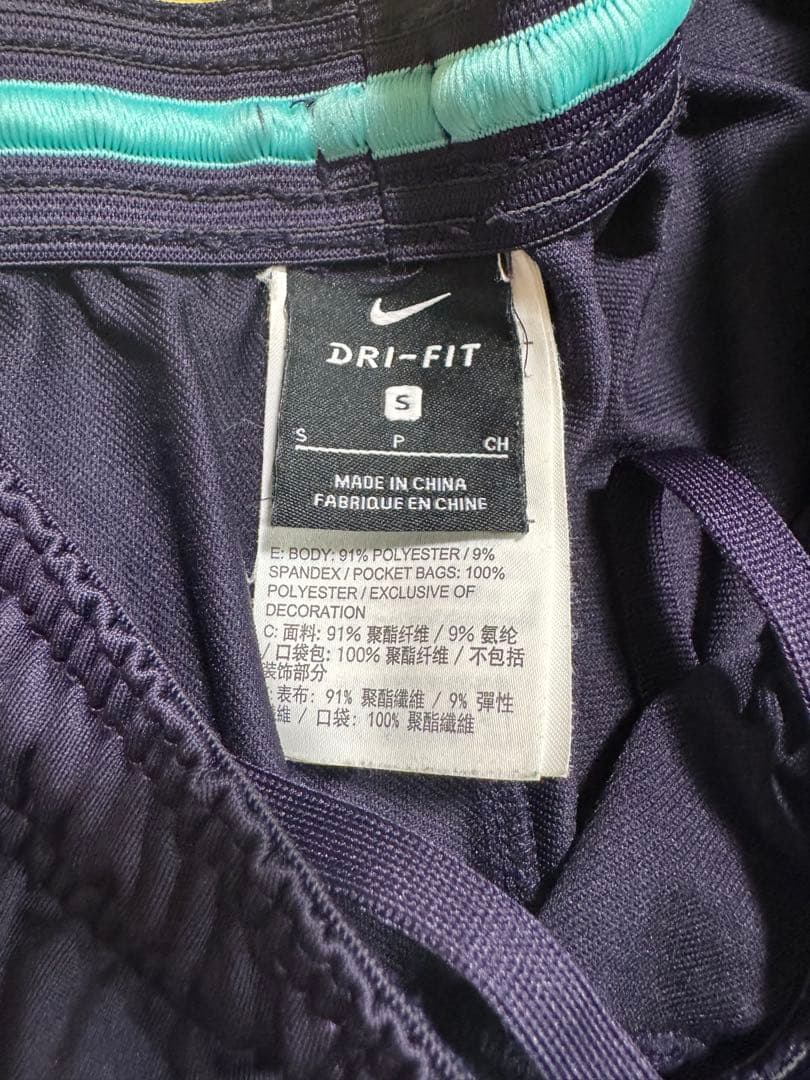 DRI-FIT
S
S P CH
MADE IN CHINA
FABRIQUE EN CHINE
E: BODY: 91% POLYESTER / 9%
SPANDEX / POCKET BAGS: 100%
POLYESTER / EXCLUSIVE OF
DECORATION
C: 面料: 91% 聚酯纤维 / 9% 氨纶
/ 口袋包: 100% 聚酯纤维 / 不包括
装饰部分
: 表布: 91% 聚酯纖維 / 9% 彈性
維 / 口袋: 100% 聚酯纖維